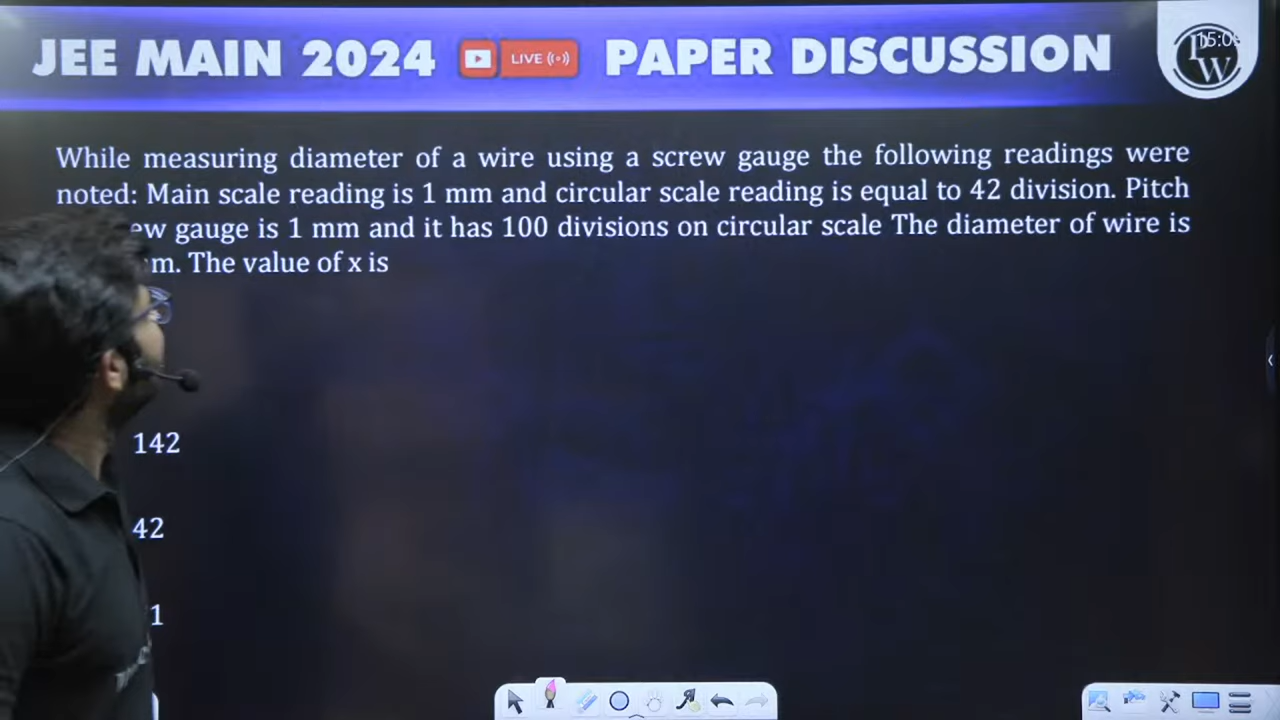 JEE MAIN 2024 LIVE PAPER DISCUSSION
While measuring diameter of a wire using a screw gauge the following readings were
noted: Main scale reading is 1 mm and circular scale reading is equal to 42 division. Pitch
gauge is 1 mm and it has 100 divisions on circular scale The diameter of wire is
The value of x is
142
42
1